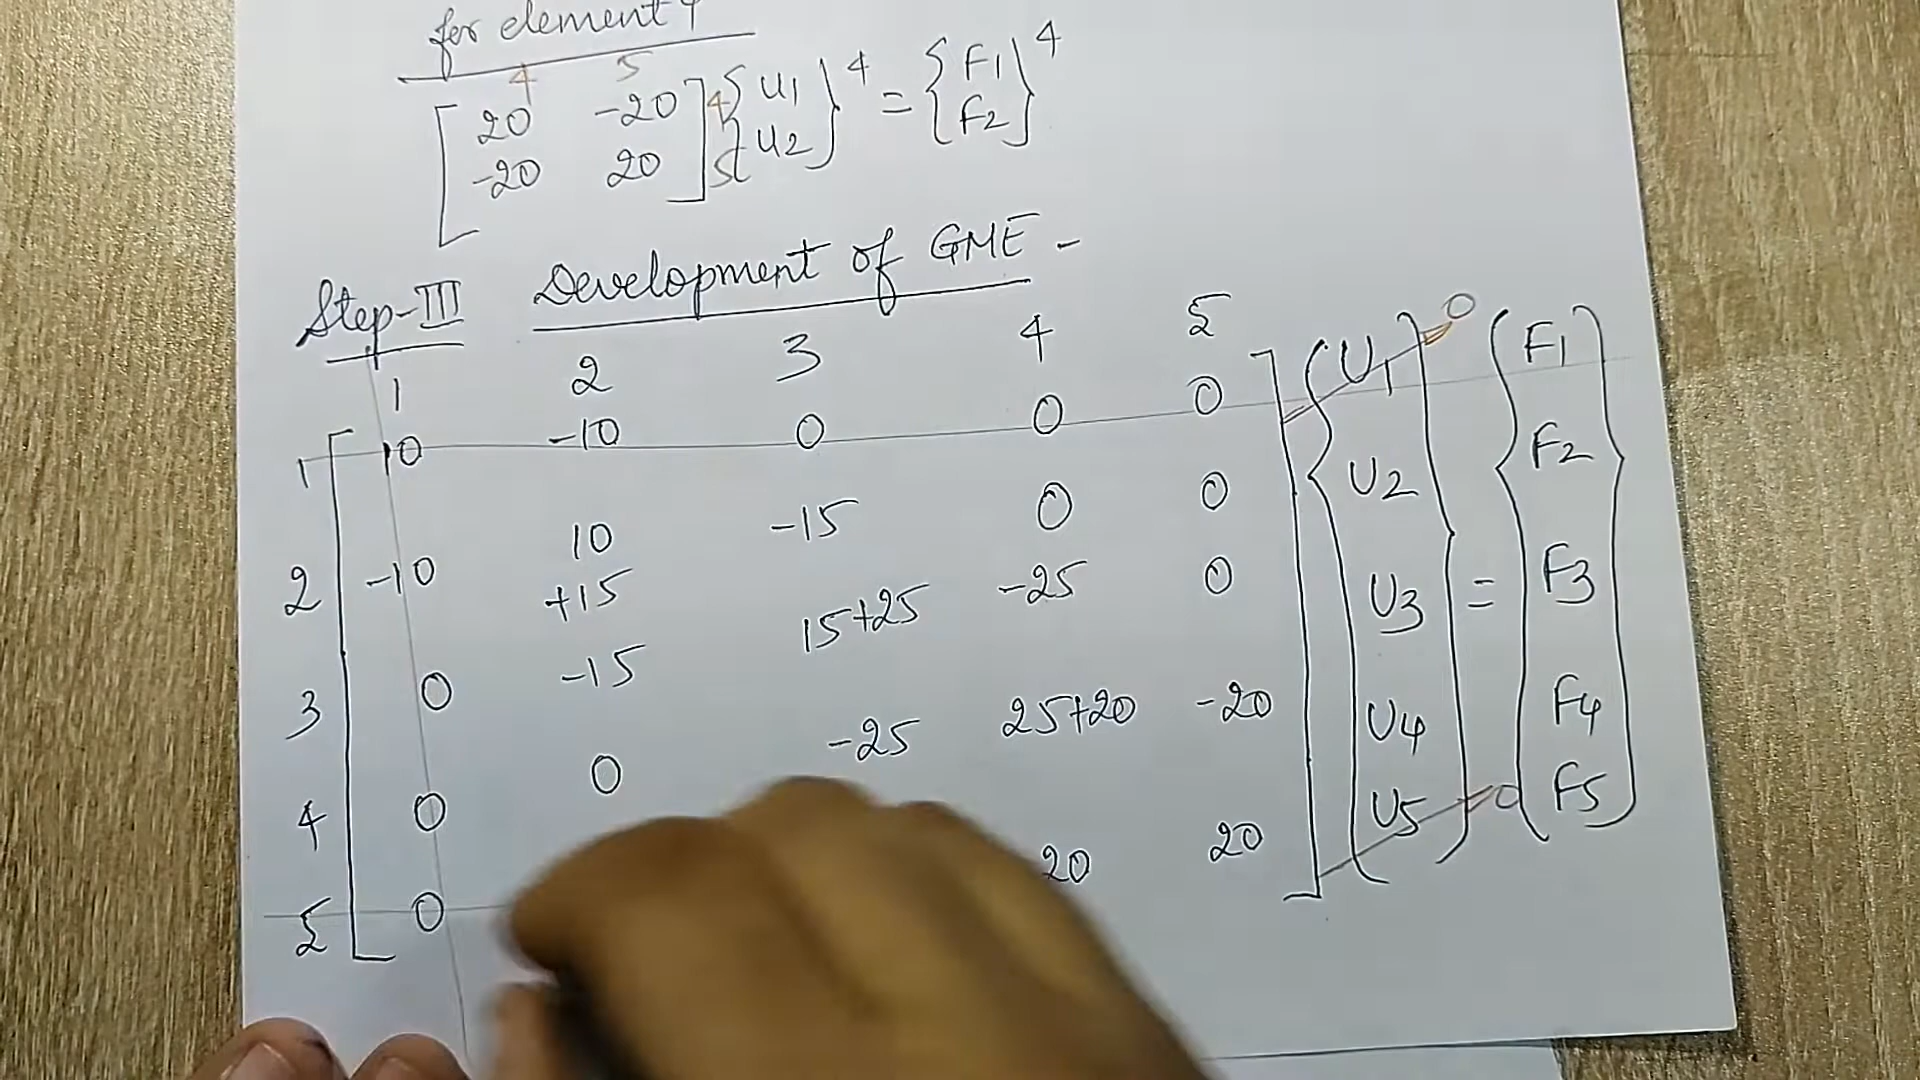 for element 4
4 5
[ 20 -20 ] 4 { U1 }⁴ = { F1 }⁴
[ -20 20 ] 5 { U2 } { F2 }
Step-III Development of GME -
1 2 3 4 5
1 10 -10 0 0 0 U1 0 F1
2 -10 10+15 -15 0 0 U2 F2
3 0 -15 15+25 -25 0 U3 = F3
4 0 0 -25 25+20 -20 U4 F4
5 0 20 20 U5 0 F5